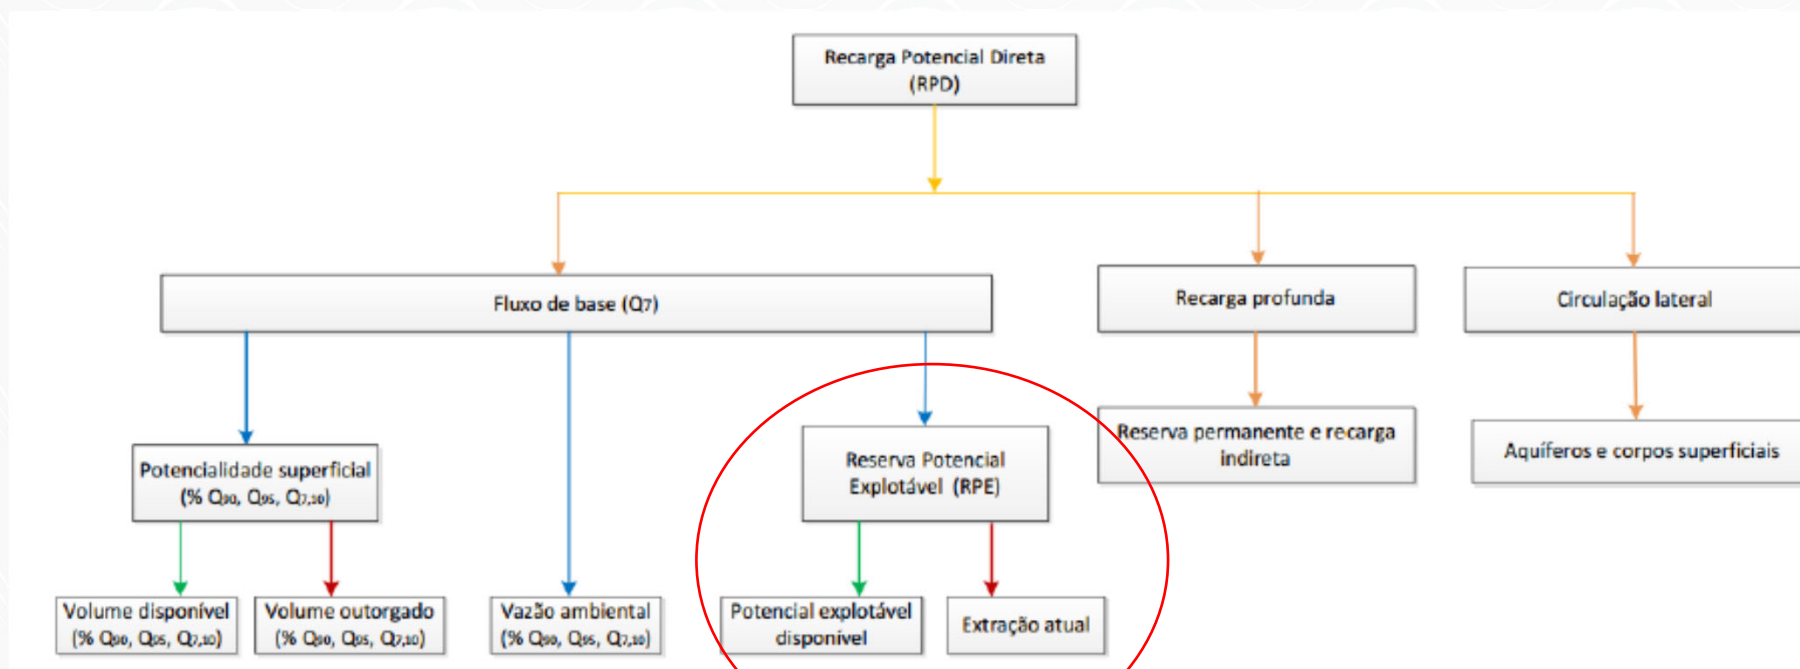 Recarga Potencial Direta
(RPD)
Fluxo de base (Q7)
Recarga profunda
Circulação lateral
Potencialidade superficial
(% Q90, Q95, Q7,10)
Reserva Potencial
Explotável (RPE)
Reserva permanente e recarga
indireta
Aquíferos e corpos superficiais
Volume disponível
(% Q90, Q95, Q7,10)
Volume outorgado
(% Q90, Q95, Q7,10)
Vazão ambiental
(% Q90, Q95, Q7,10)
Potencial explotável
disponível
Extração atual